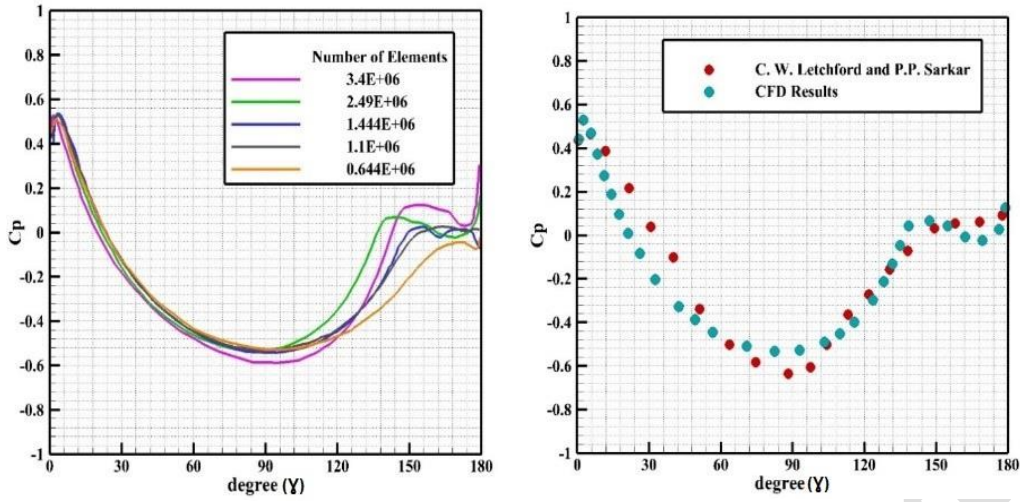 1
0.8
0.6
0.4
0.2
0
-0.2
-0.4
-0.6
-0.8
-1
Cp
0 30 60 90 120 150 180
degree (Ɣ)
Number of Elements
3.4E+06
2.49E+06
1.444E+06
1.1E+06
0.644E+06
1
0.8
0.6
0.4
0.2
0
-0.2
-0.4
-0.6
-0.8
-1
Cp
0 30 60 90 120 150 180
degree (Ɣ)
C. W. Letchford and P.P. Sarkar
CFD Results